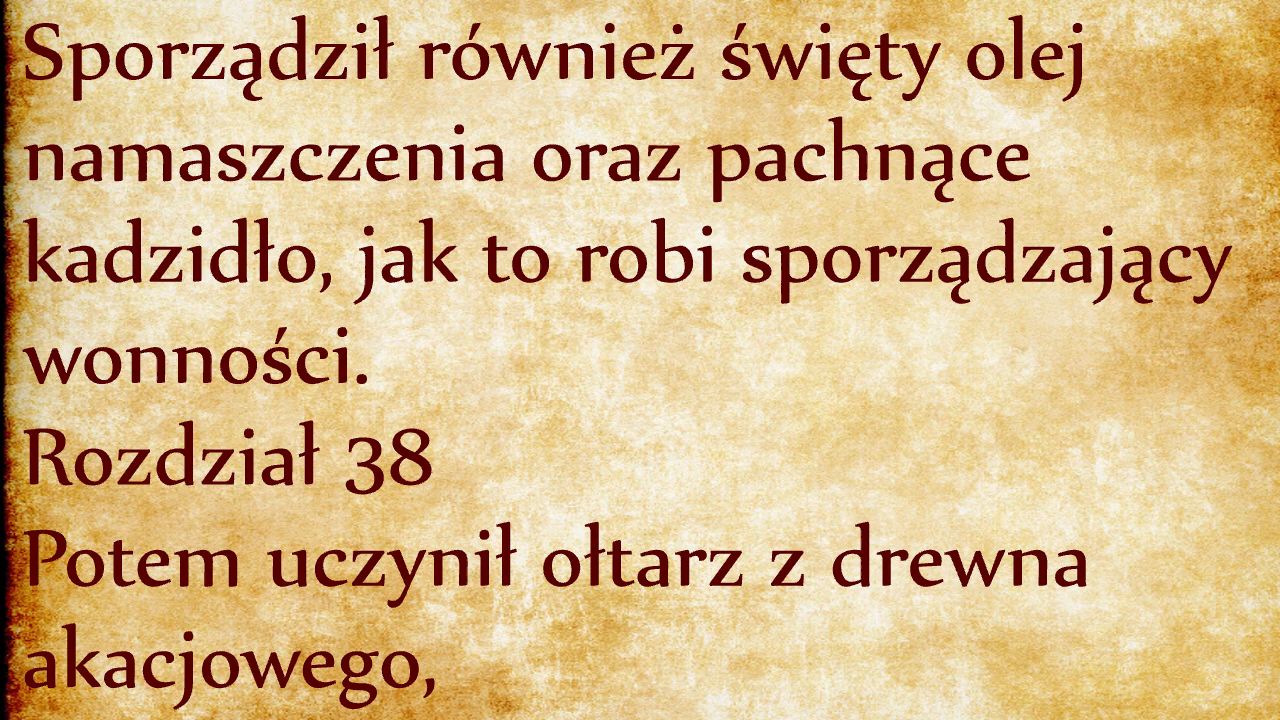 Sporządził również święty olej
namaszczenia oraz pachnące
kadzidło, jak to robi sporządzający
wonności.
Rozdział 38
Potem uczynił ołtarz z drewna
akacjowego,